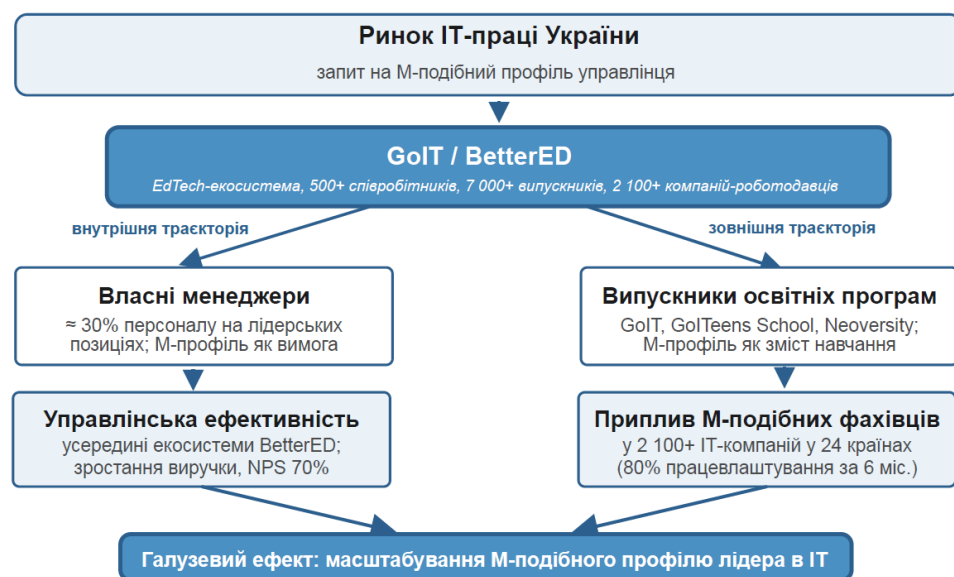 Ринок ІТ-праці України
запит на М-подібний профіль управлінця
GoIT / BetterED
EdTech-екосистема, 500+ співробітників, 7 000+ випускників, 2 100+ компаній-роботодавців
внутрішня траєкторія
зовнішня траєкторія
Власні менеджери
≈ 30% персоналу на лідерських
позиціях; М-профіль як вимога
Випускники освітніх програм
GoIT, GoITeens School, Neoversity;
М-профіль як зміст навчання
Управлінська ефективність
усередині екосистеми BetterED;
зростання виручки, NPS 70%
Приплив М-подібних фахівців
у 2 100+ ІТ-компаній у 24 країнах
(80% працевлаштування за 6 міс.)
Галузевий ефект: масштабування М-подібного профілю лідера в ІТ